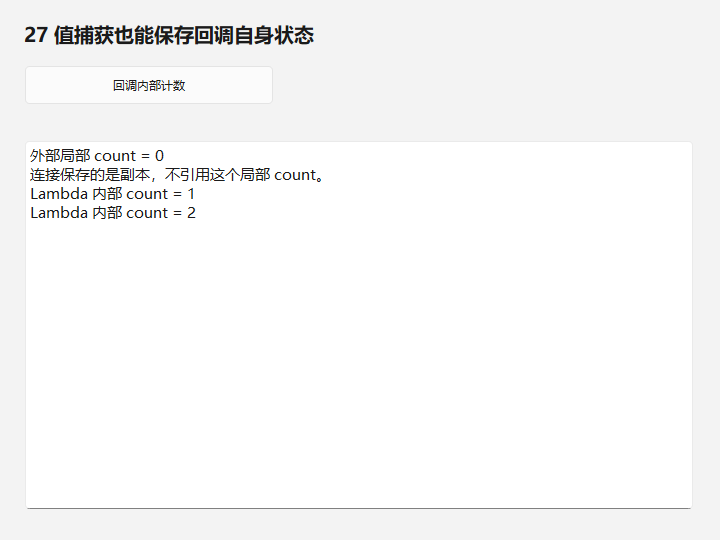 27 值捕获也能保存回调自身状态
回调内部计数
外部局部 count = 0
连接保存的是副本，不引用这个局部 count。
Lambda 内部 count = 1
Lambda 内部 count = 2